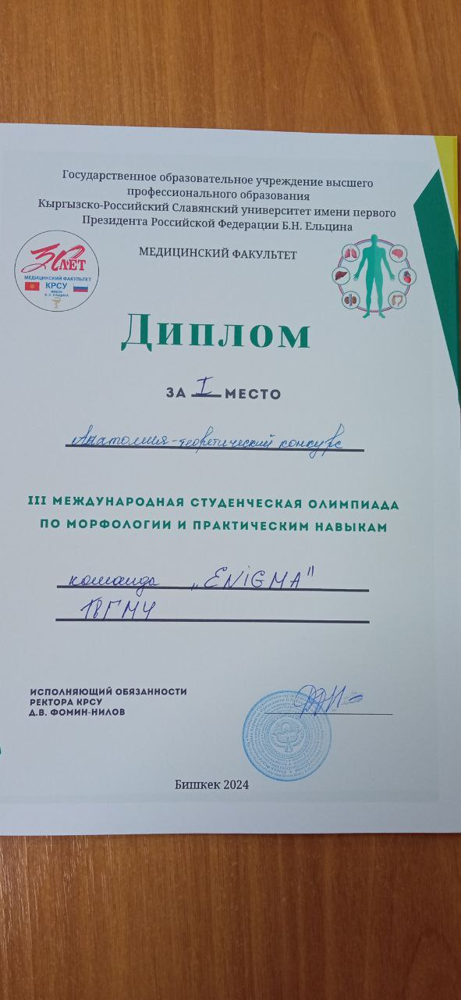 Государственное образовательное учреждение высшего
профессионального образования
Кыргызско-Российский Славянский университет имени первого
Президента Российской Федерации Б.Н. Ельцина
МЕДИЦИНСКИЙ ФАКУЛЬТЕТ
30 ЛЕТ
МЕДИЦИНСКИЙ ФАКУЛЬТЕТ
КРСУ
ИМЕНИ
Б. Н. ЕЛЬЦИНА
Диплом
ЗА I МЕСТО
Анатомия-теоретический конкурс
III МЕЖДУНАРОДНАЯ СТУДЕНЧЕСКАЯ ОЛИМПИАДА
ПО МОРФОЛОГИИ И ПРАКТИЧЕСКИМ НАВЫКАМ
команда „ENIGMA"
ТвГМУ
ИСПОЛНЯЮЩИЙ ОБЯЗАННОСТИ
РЕКТОРА КРСУ
Д.В. ФОМИН-НИЛОВ
Бишкек 2024